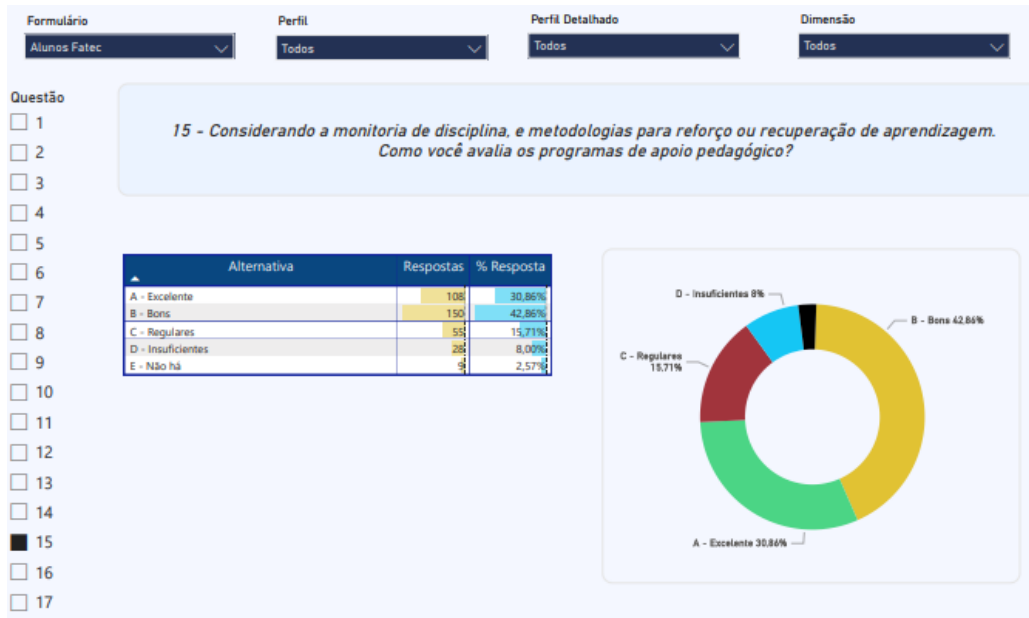 Formulário
Perfil
Perfil Detalhado
Dimensão
Alunos Fatec
Todos
Todos
Todos
Questão
1
2
3
4
5
6
7
8
9
10
11
12
13
14
15
16
17
15 - Considerando a monitoria de disciplina, e metodologias para reforço ou recuperação de aprendizagem.
Como você avalia os programas de apoio pedagógico?
Alternativa Respostas % Resposta
A - Excelente 108 30,86%
B - Bons 150 42,86%
C - Regulares 55 15,71%
D - Insuficientes 28 8,00%
E - Não há 9 2,57%
D - Insuficientes 8%
B - Bons 42,86%
C - Regulares
15,71%
A - Excelente 30,86%